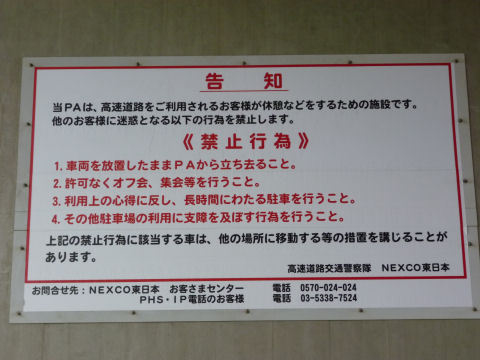 告知
当PAは、高速道路をご利用されるお客様が休憩などをするための施設です。
他のお客様に迷惑となる以下の行為を禁止します。
《禁止行為》
1. 車両を放置したままPAから立ち去ること。
2. 許可なくオフ会、集会等を行うこと。
3. 利用上の心得に反し、長時間にわたる駐車を行うこと。
4. その他駐車場の利用に支障を及ぼす行為を行うこと。
上記の禁止行為に該当する車は、他の場所に移動する等の措置を講じることが
あります。
高速道路交通警察隊 NEXCO東日本
お問合せ先:NEXCO東日本 お客さまセンター 電話 0570-024-024
PHS・IP電話のお客様 電話 03-5338-7524